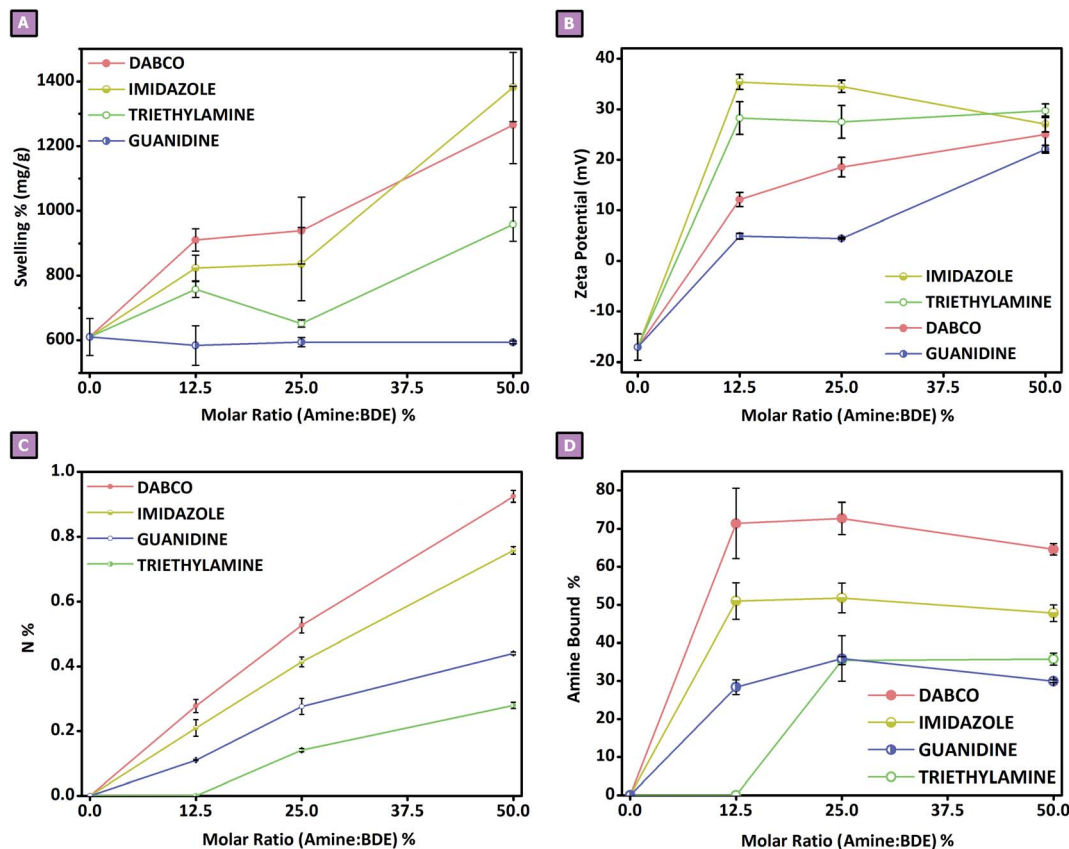 A
DABCO
IMIDAZOLE
TRIETHYLAMINE
GUANIDINE
Swelling % (mg/g)
1400
1200
1000
800
600
0.0 12.5 25.0 37.5 50.0
Molar Ratio (Amine:BDE) %
B
Zeta Potential (mV)
40
30
20
10
0
-10
-20
IMIDAZOLE
TRIETHYLAMINE
DABCO
GUANIDINE
0.0 12.5 25.0 37.5 50.0
Molar Ratio (Amine:BDE) %
C
DABCO
IMIDAZOLE
GUANIDINE
TRIETHYLAMINE
N %
1.0
0.8
0.6
0.4
0.2
0.0
0.0 12.5 25.0 37.5 50.0
Molar Ratio (Amine:BDE) %
D
Amine Bound %
80
70
60
50
40
30
20
10
0
DABCO
IMIDAZOLE
GUANIDINE
TRIETHYLAMINE
0.0 12.5 25.0 37.5 50.0
Molar Ratio (Amine:BDE) %